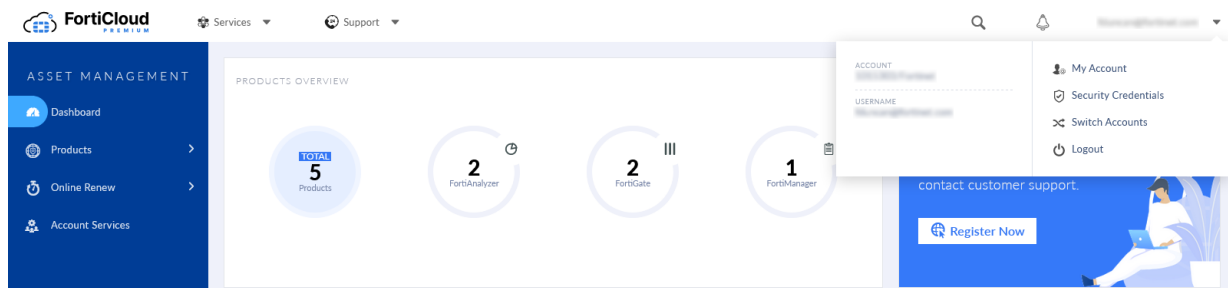 FortiCloud
PREMIUM
Services
Support
ASSET MANAGEMENT
Dashboard
Products
Online Renew
Account Services
PRODUCTS OVERVIEW
TOTAL
5
Products
2
FortiAnalyzer
2
FortiGate
1
FortiManager
ACCOUNT
USERNAME
My Account
Security Credentials
Switch Accounts
Logout
contact customer support.
Register Now